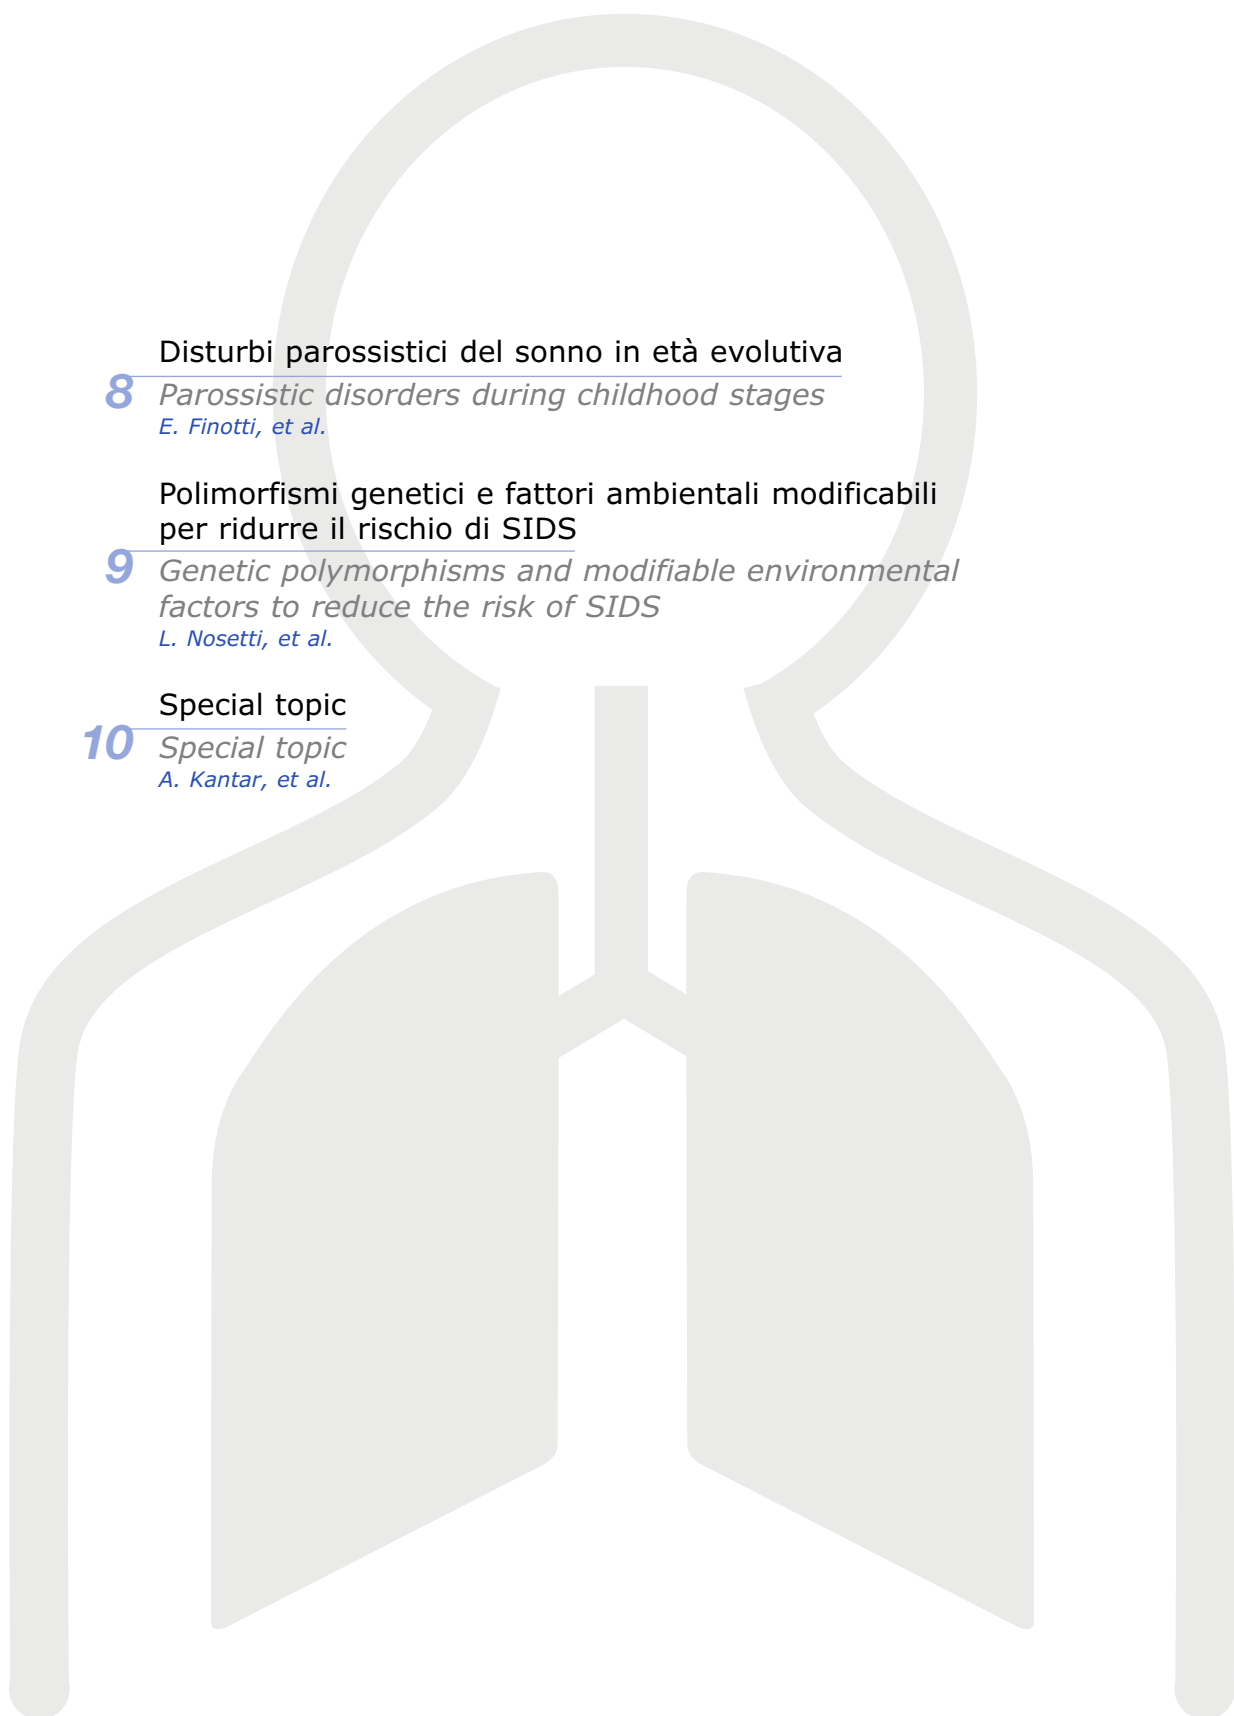 Disturbi parossistici del sonno in età evolutiva
8 Parossistic disorders during childhood stages
E. Finotti, et al.
Polimorfismi genetici e fattori ambientali modificabili
per ridurre il rischio di SIDS
9 Genetic polymorphisms and modifiable environmental
factors to reduce the risk of SIDS
L. Nosetti, et al.
Special topic
10 Special topic
A. Kantar, et al.